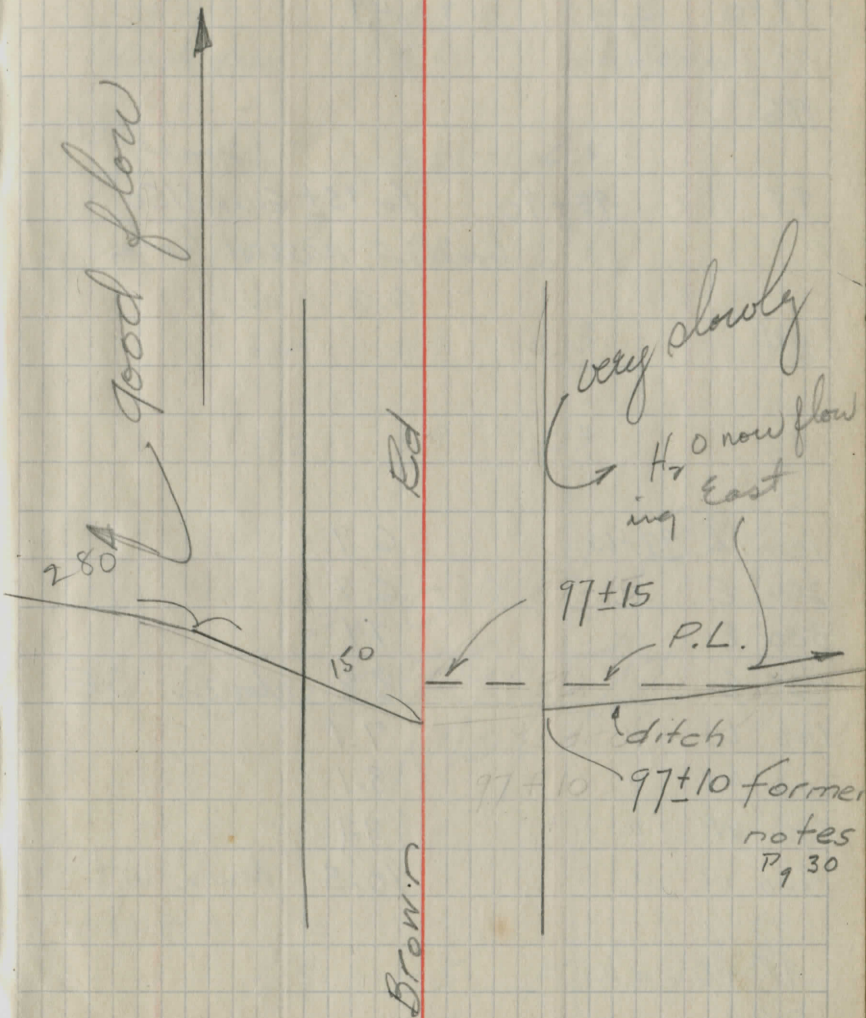 good flow
very slowly
H₂O now flow
ing East
Rd
280
97±15
P.L.
150
ditch
97±10
97±10 Former
notes
Pg 30
Brown